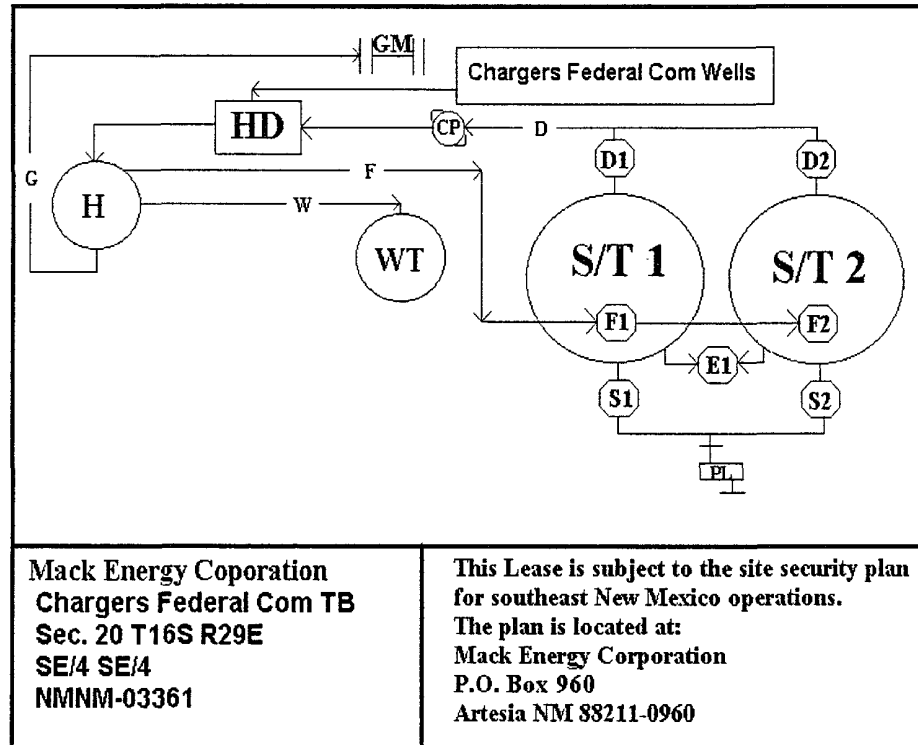 GM
Chargers Federal Com Wells
HD
CP
D
D1
D2
G
H
F
W
WT
S/T 1
S/T 2
F1
F2
E1
S1
S2
PL
Mack Energy Coporation
Chargers Federal Com TB
Sec. 20 T16S R29E
SE/4 SE/4
NMNM-03361
This Lease is subject to the site security plan
for southeast New Mexico operations.
The plan is located at:
Mack Energy Corporation
P.O. Box 960
Artesia NM 88211-0960